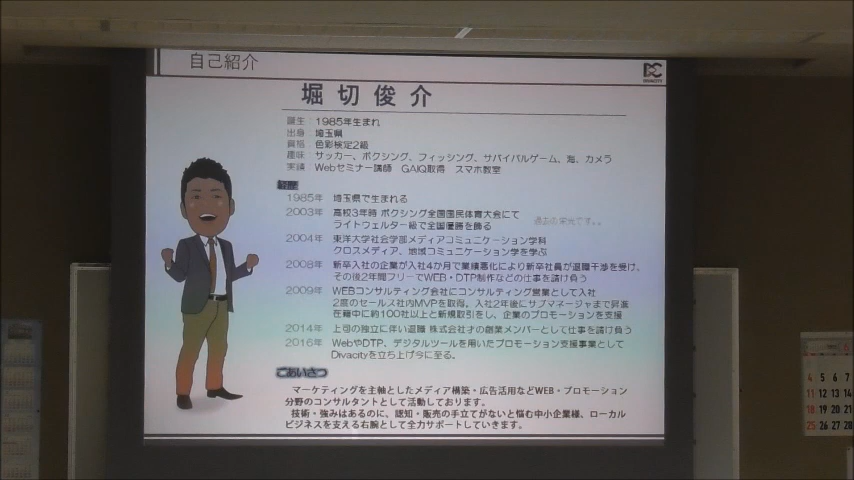 自己紹介
DIVACITY
堀切俊介
誕生：1985年生まれ
出身：埼玉県
資格：色彩検定2級
趣味：サッカー、ボクシング、フィッシング、サバイバルゲーム、海、カメラ
実績：Webセミナー講師 GAIQ取得 スマホ教室
経歴
1985年 埼玉県で生まれる
2003年 高校3年時 ボクシング全国国民体育大会にて
ライトウェルター級で全国優勝を飾る
過去の栄光です。。
2004年 東洋大学社会学部メディアコミュニケーション学科
クロスメディア、地域コミュニケーション学を学ぶ
2008年 新卒入社の企業が入社4か月で業績悪化により新卒社員が退職干渉を受け、
その後2年間フリーでWEB・DTP制作などの仕事を請け負う
2009年 WEBコンサルティング会社にコンサルティング営業として入社
2度のセールス社内MVPを取得。入社2年後にサブマネージャまで昇進
在籍中に約100社以上と新規取引をし、企業のプロモーションを支援
2014年 上司の独立に伴い退職 株式会社才の創業メンバーとして仕事を請け負う
2016年 WebやDTP、デジタルツールを用いたプロモーション支援事業として
Divacityを立ち上げ今に至る。
ごあいさつ
マーケティングを主軸としたメディア構築・広告活用などWEB・プロモーション
分野のコンサルタントとして活動しております。
技術・強みはあるのに、認知・販売の手立てがないと悩む中小企業様、ローカル
ビジネスを支える右腕として全力サポートしていきます。
4 5 6 7
11 12 13 14
18 19 20 21
25 26 27 28